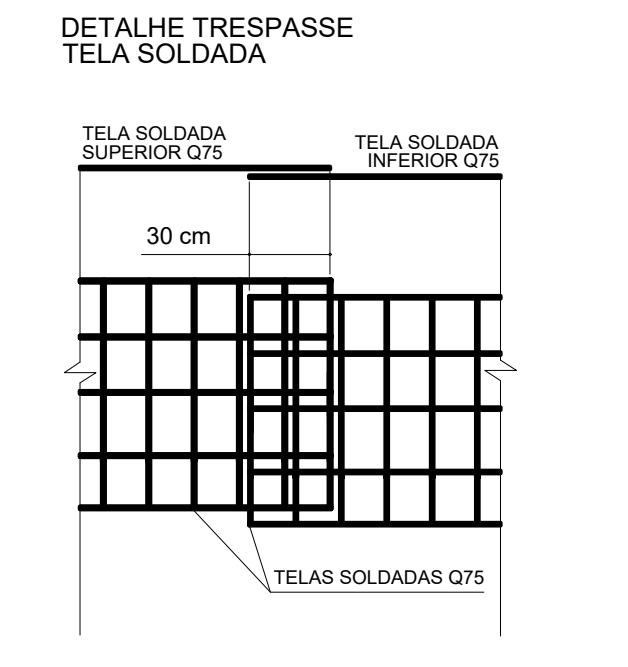 DETALHE TRESPASSE
TELA SOLDADA
TELA SOLDADA
SUPERIOR Q75
TELA SOLDADA
INFERIOR Q75
30 cm
TELAS SOLDADAS Q75